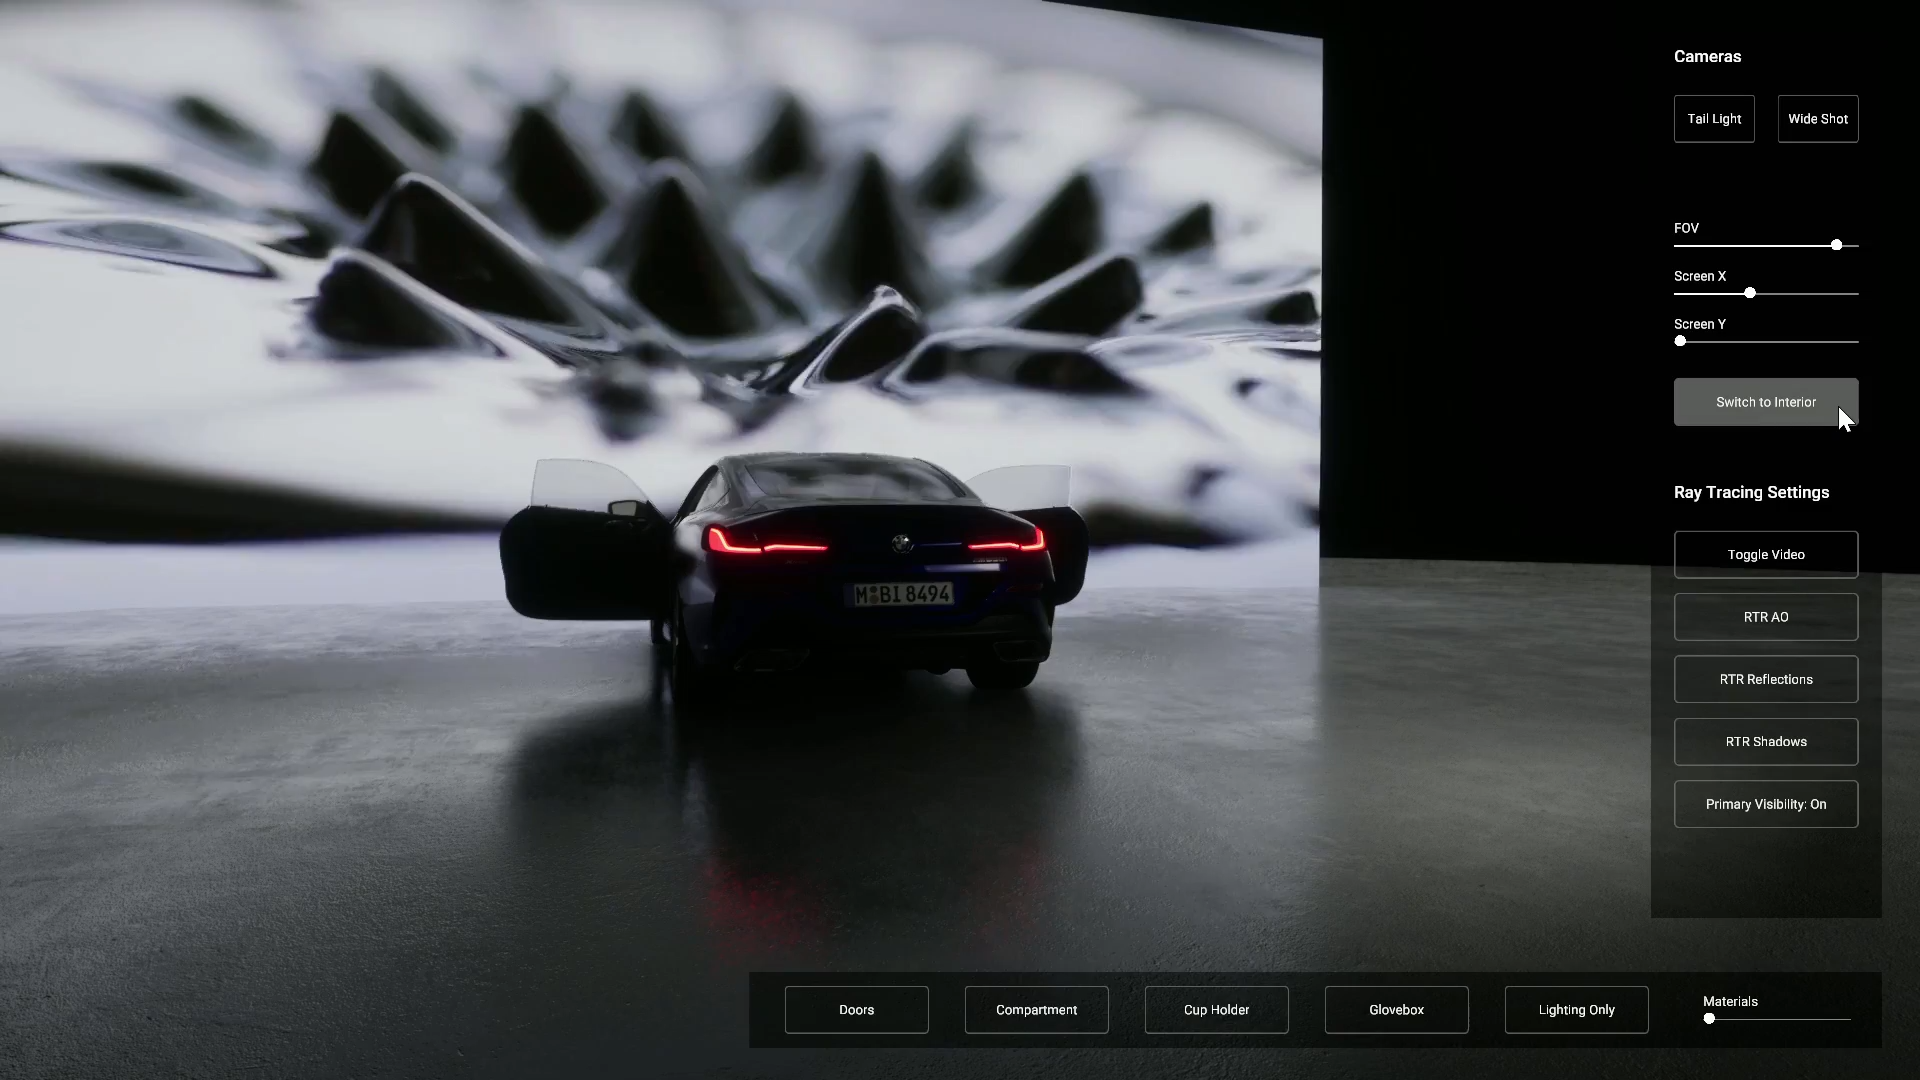 Cameras
Tail Light
Wide Shot
FOV
Screen X
Screen Y
Switch to Interior
Ray Tracing Settings
Toggle Video
RTR AO
RTR Reflections
RTR Shadows
Primary Visibility: On
M BI 8494
Doors
Compartment
Cup Holder
Glovebox
Lighting Only
Materials